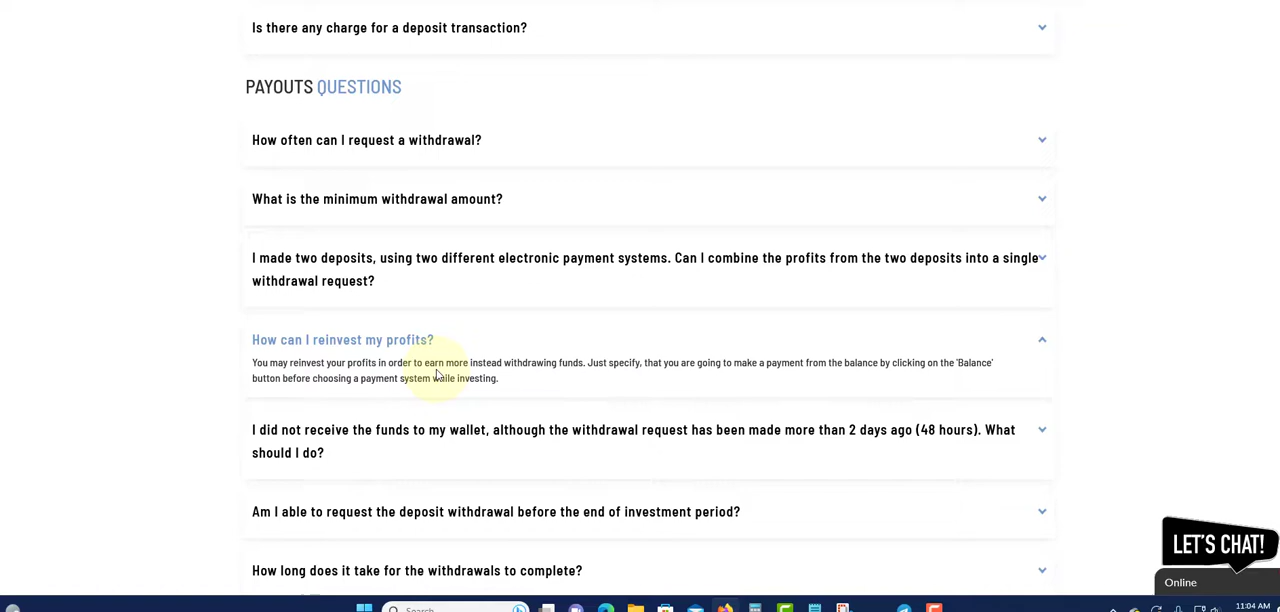 Is there any charge for a deposit transaction?
PAYOUTS QUESTIONS
How often can I request a withdrawal?
What is the minimum withdrawal amount?
I made two deposits, using two different electronic payment systems. Can I combine the profits from the two deposits into a single
withdrawal request?
How can I reinvest my profits?
You may reinvest your profits in order to earn more instead withdrawing funds. Just specify, that you are going to make a payment from the balance by clicking on the 'Balance'
button before choosing a payment system while investing.
I did not receive the funds to my wallet, although the withdrawal request has been made more than 2 days ago (48 hours). What
should I do?
Am I able to request the deposit withdrawal before the end of investment period?
How long does it take for the withdrawals to complete?
LET'S CHAT!
Online
Search
11:04 AM